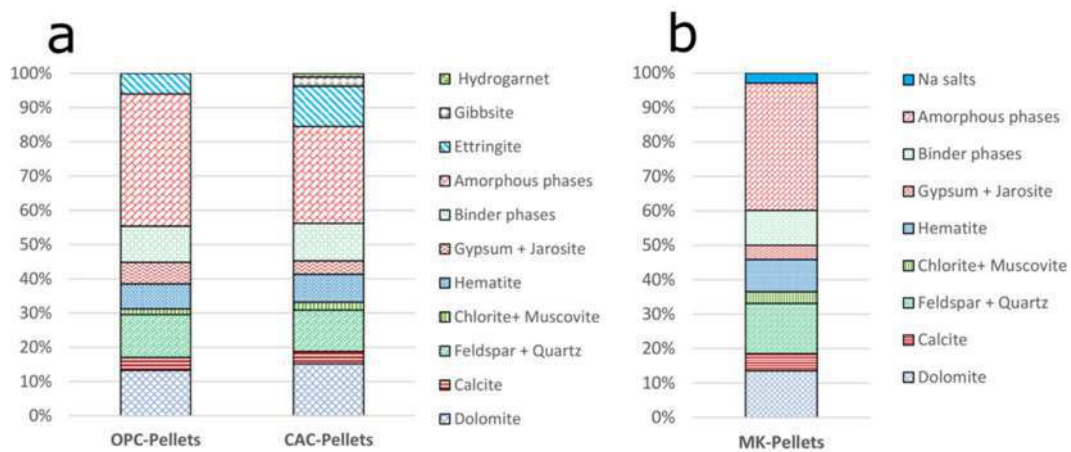 a
100%
90%
80%
70%
60%
50%
40%
30%
20%
10%
0%
OPC-Pellets
CAC-Pellets
Hydrogarnet
Gibbsite
Ettringite
Amorphous phases
Binder phases
Gypsum + Jarosite
Hematite
Chlorite+ Muscovite
Feldspar + Quartz
Calcite
Dolomite
b
100%
90%
80%
70%
60%
50%
40%
30%
20%
10%
0%
MK-Pellets
Na salts
Amorphous phases
Binder phases
Gypsum + Jarosite
Hematite
Chlorite+ Muscovite
Feldspar + Quartz
Calcite
Dolomite